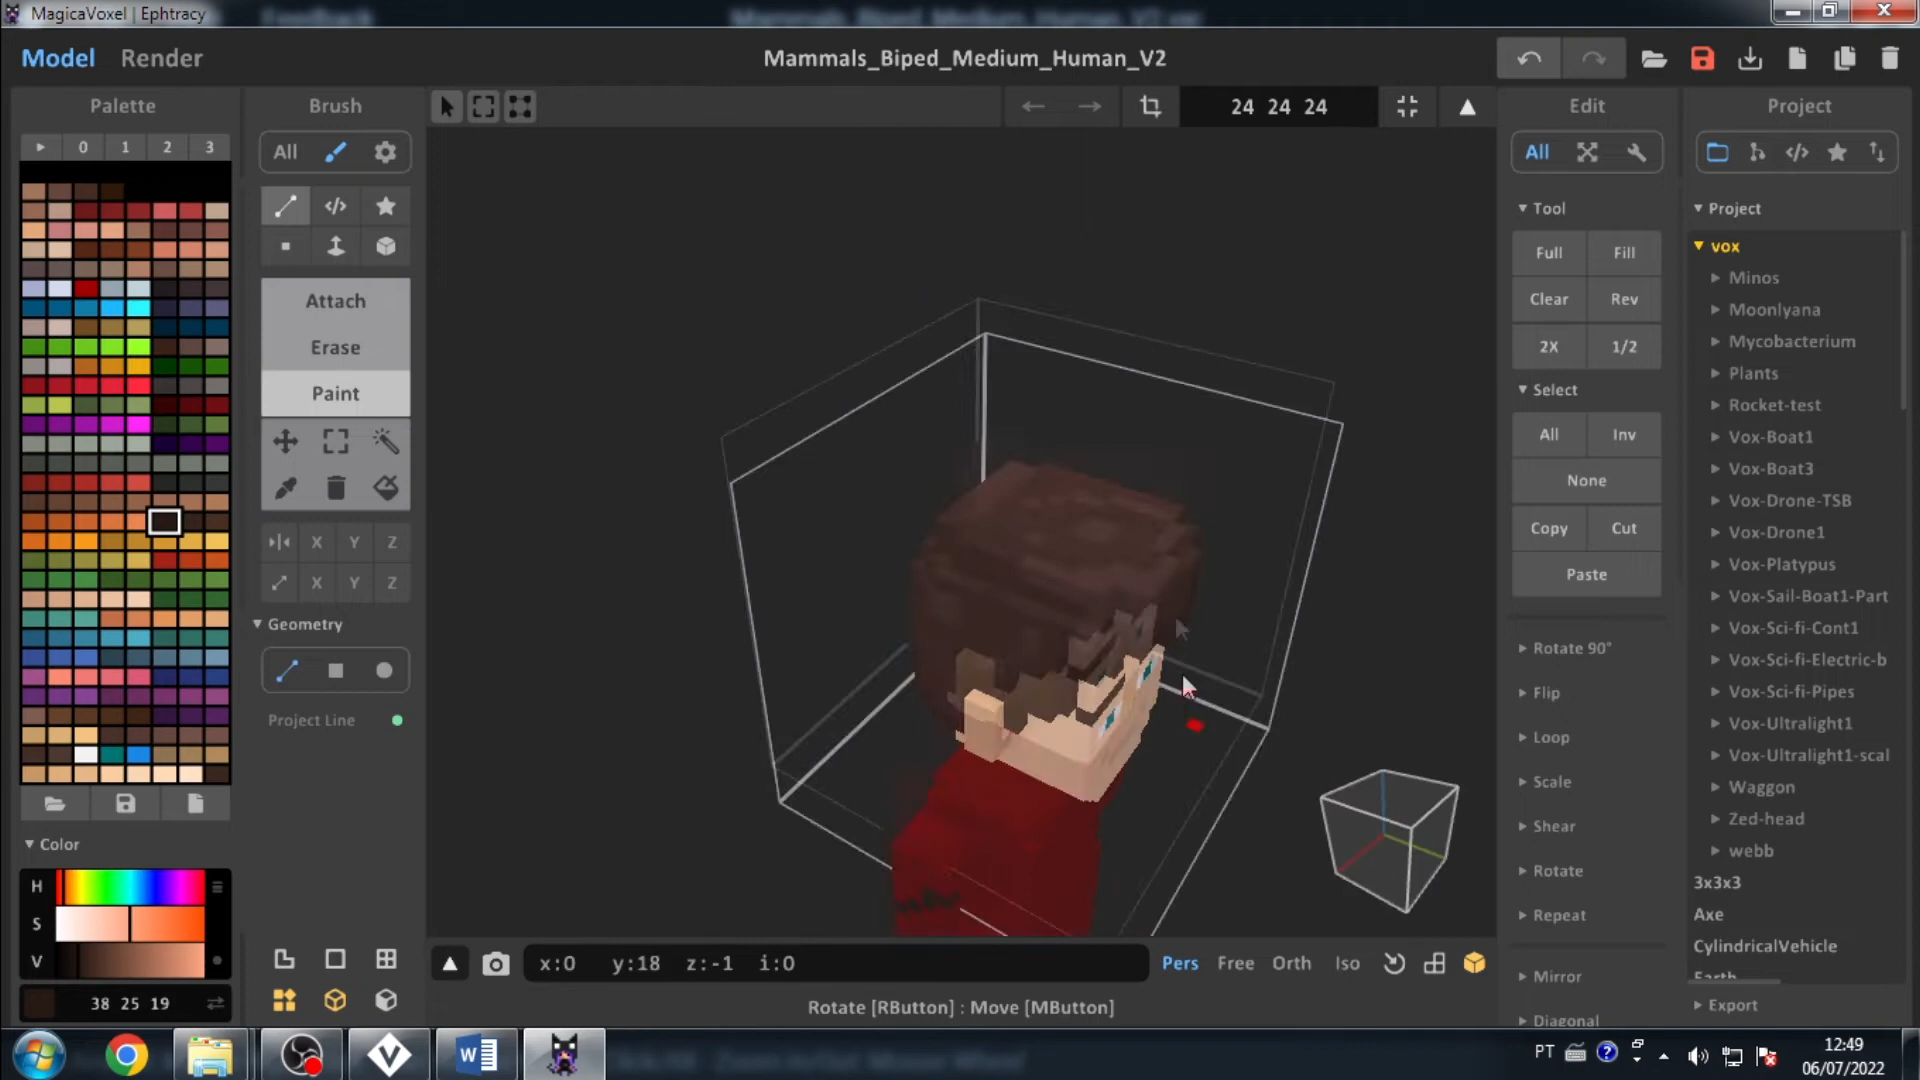 MagicaVoxel | Ephtracy
Model Render
Mammals_Biped_Medium_Human_V2
Palette
Brush
24 24 24
Edit
Project
0 1 2 3
All
All
Attach
Erase
Paint
X Y Z
X Y Z
Geometry
Project Line
Color
H
S
V
38 25 19
x:0 y:18 z:-1 i:0
Pers Free Orth Iso
Rotate [RButton] : Move [MButton]
Tool
Full Fill
Clear Rev
2X 1/2
Select
All Inv
None
Copy Cut
Paste
Rotate 90°
Flip
Loop
Scale
Shear
Rotate
Repeat
Mirror
Diagonal
Project
vox
Minos
Moonlyana
Mycobacterium
Plants
Rocket-test
Vox-Boat1
Vox-Boat3
Vox-Drone-TSB
Vox-Drone1
Vox-Platypus
Vox-Sail-Boat1-Part
Vox-Sci-fi-Cont1
Vox-Sci-fi-Electric-b
Vox-Sci-fi-Pipes
Vox-Ultralight1
Vox-Ultralight1-scal
Waggon
Zed-head
webb
3x3x3
Axe
CylindricalVehicle
Earth
Export
PT
12:49
06/07/2022